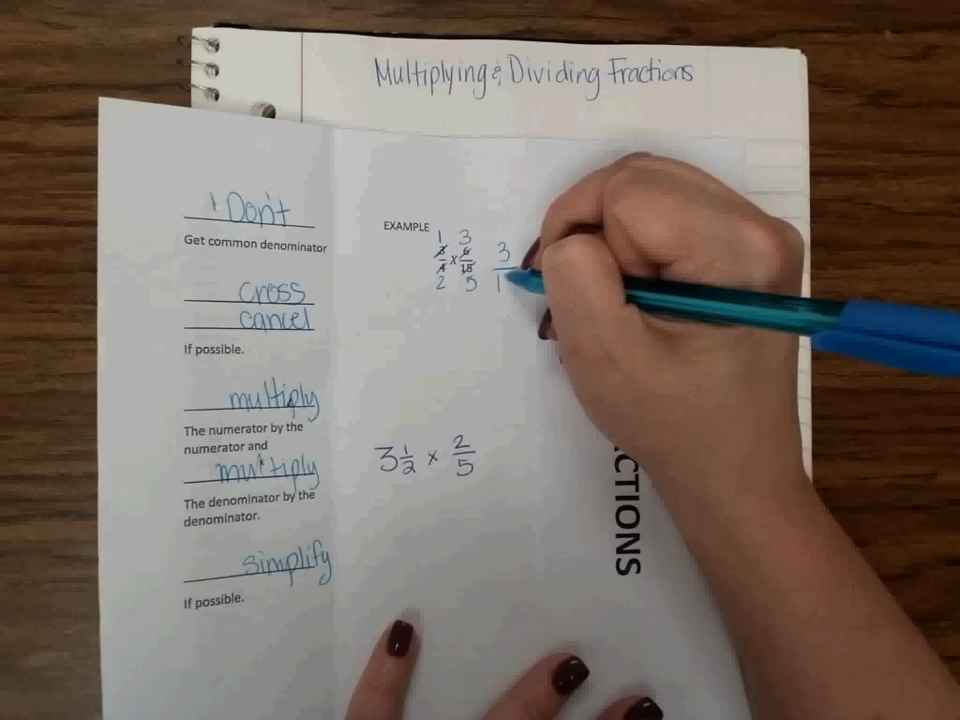 Multiplying & Dividing Fractions
Don't
Get common denominator
cross
cancel
If possible.
multiply
The numerator by the
numerator and
multiply
The denominator by the
denominator.
simplify
If possible.
EXAMPLE
1 3
3/4 x 6/15 3/1
2 5
3 1/2 x 2/5
CTIONS